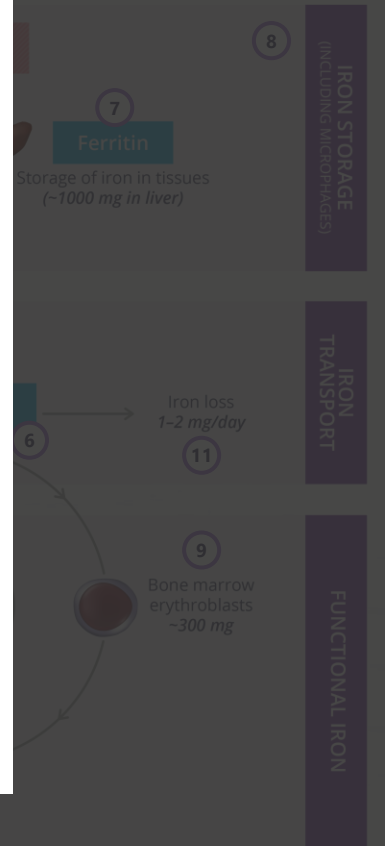 8
7
Ferritin
Storage of iron in tissues
(~1000 mg in liver)
IRON STORAGE
(INCLUDING MICROPHAGES)
Iron loss
1–2 mg/day
6
11
IRON
TRANSPORT
9
Bone marrow
erythroblasts
~300 mg
FUNCTIONAL IRON